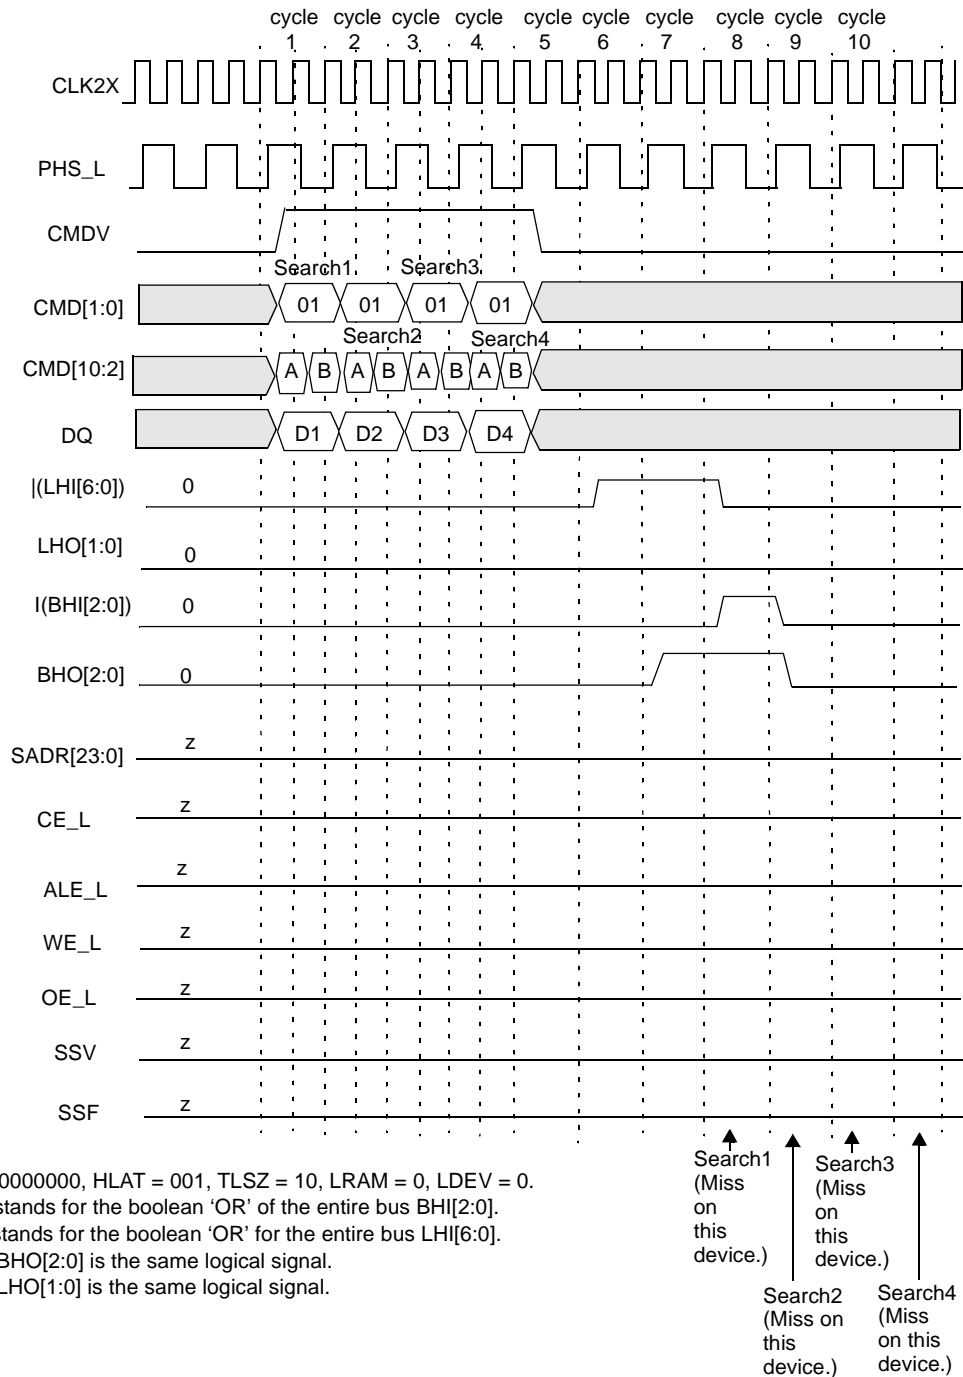 cycle cycle cycle cycle cycle cycle cycle cycle cycle cycle
1 2 3 4 5 6 7 8 9 10
CLK2X
PHS_L
CMDV
Search1 Search3
CMD[1:0] 01 01 01 01
Search2 Search4
CMD[10:2] A B A B A B A B
DQ D1 D2 D3 D4
|(LHI[6:0]) 0
LHO[1:0] 0
I(BHI[2:0]) 0
BHO[2:0] 0
SADR[23:0] z
CE_L z
ALE_L z
WE_L z
OE_L z
SSV z
SSF z
0000000, HLAT = 001, TLSZ = 10, LRAM = 0, LDEV = 0.
stands for the boolean ‘OR’ of the entire bus BHI[2:0].
stands for the boolean ‘OR’ for the entire bus LHI[6:0].
BHO[2:0] is the same logical signal.
LHO[1:0] is the same logical signal.
Search1
(Miss
on
this
device.)
Search2
(Miss on
this
device.)
Search3
(Miss
on
this
device.)
Search4
(Miss
on this
device.)